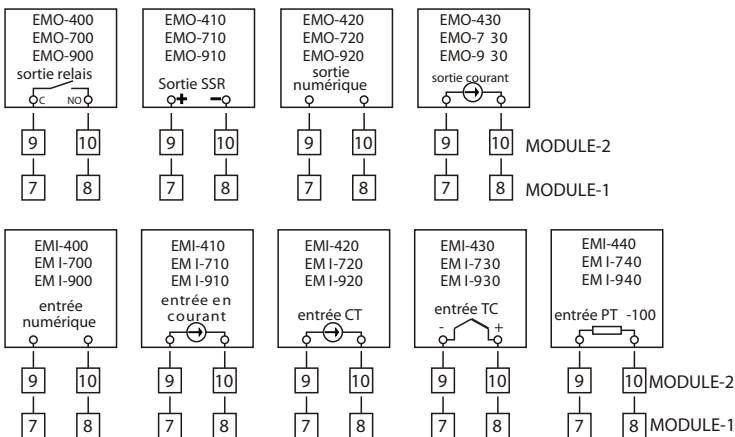 EMO-400
EMO-700
EMO-900
sortie relais
C NO
EMO-410
EMO-710
EMO-910
Sortie SSR
+ -
EMO-420
EMO-720
EMO-920
sortie
numérique
EMO-430
EMO-7 30
EMO-9 30
sortie courant
9 10 9 10 9 10 9 10 MODULE-2
7 8 7 8 7 8 7 8 MODULE-1
EMI-400
EM I-700
EM I-900
entrée
numérique
EMI-410
EM I-710
EM I-910
entrée en
courant
EMI-420
EM I-720
EM I-920
entrée CT
EMI-430
EM I-730
EM I-930
entrée TC
- +
EMI-440
EM I-740
EM I-940
entrée PT -100
9 10 9 10 9 10 9 10 9 10 MODULE-2
7 8 7 8 7 8 7 8 7 8 MODULE-1